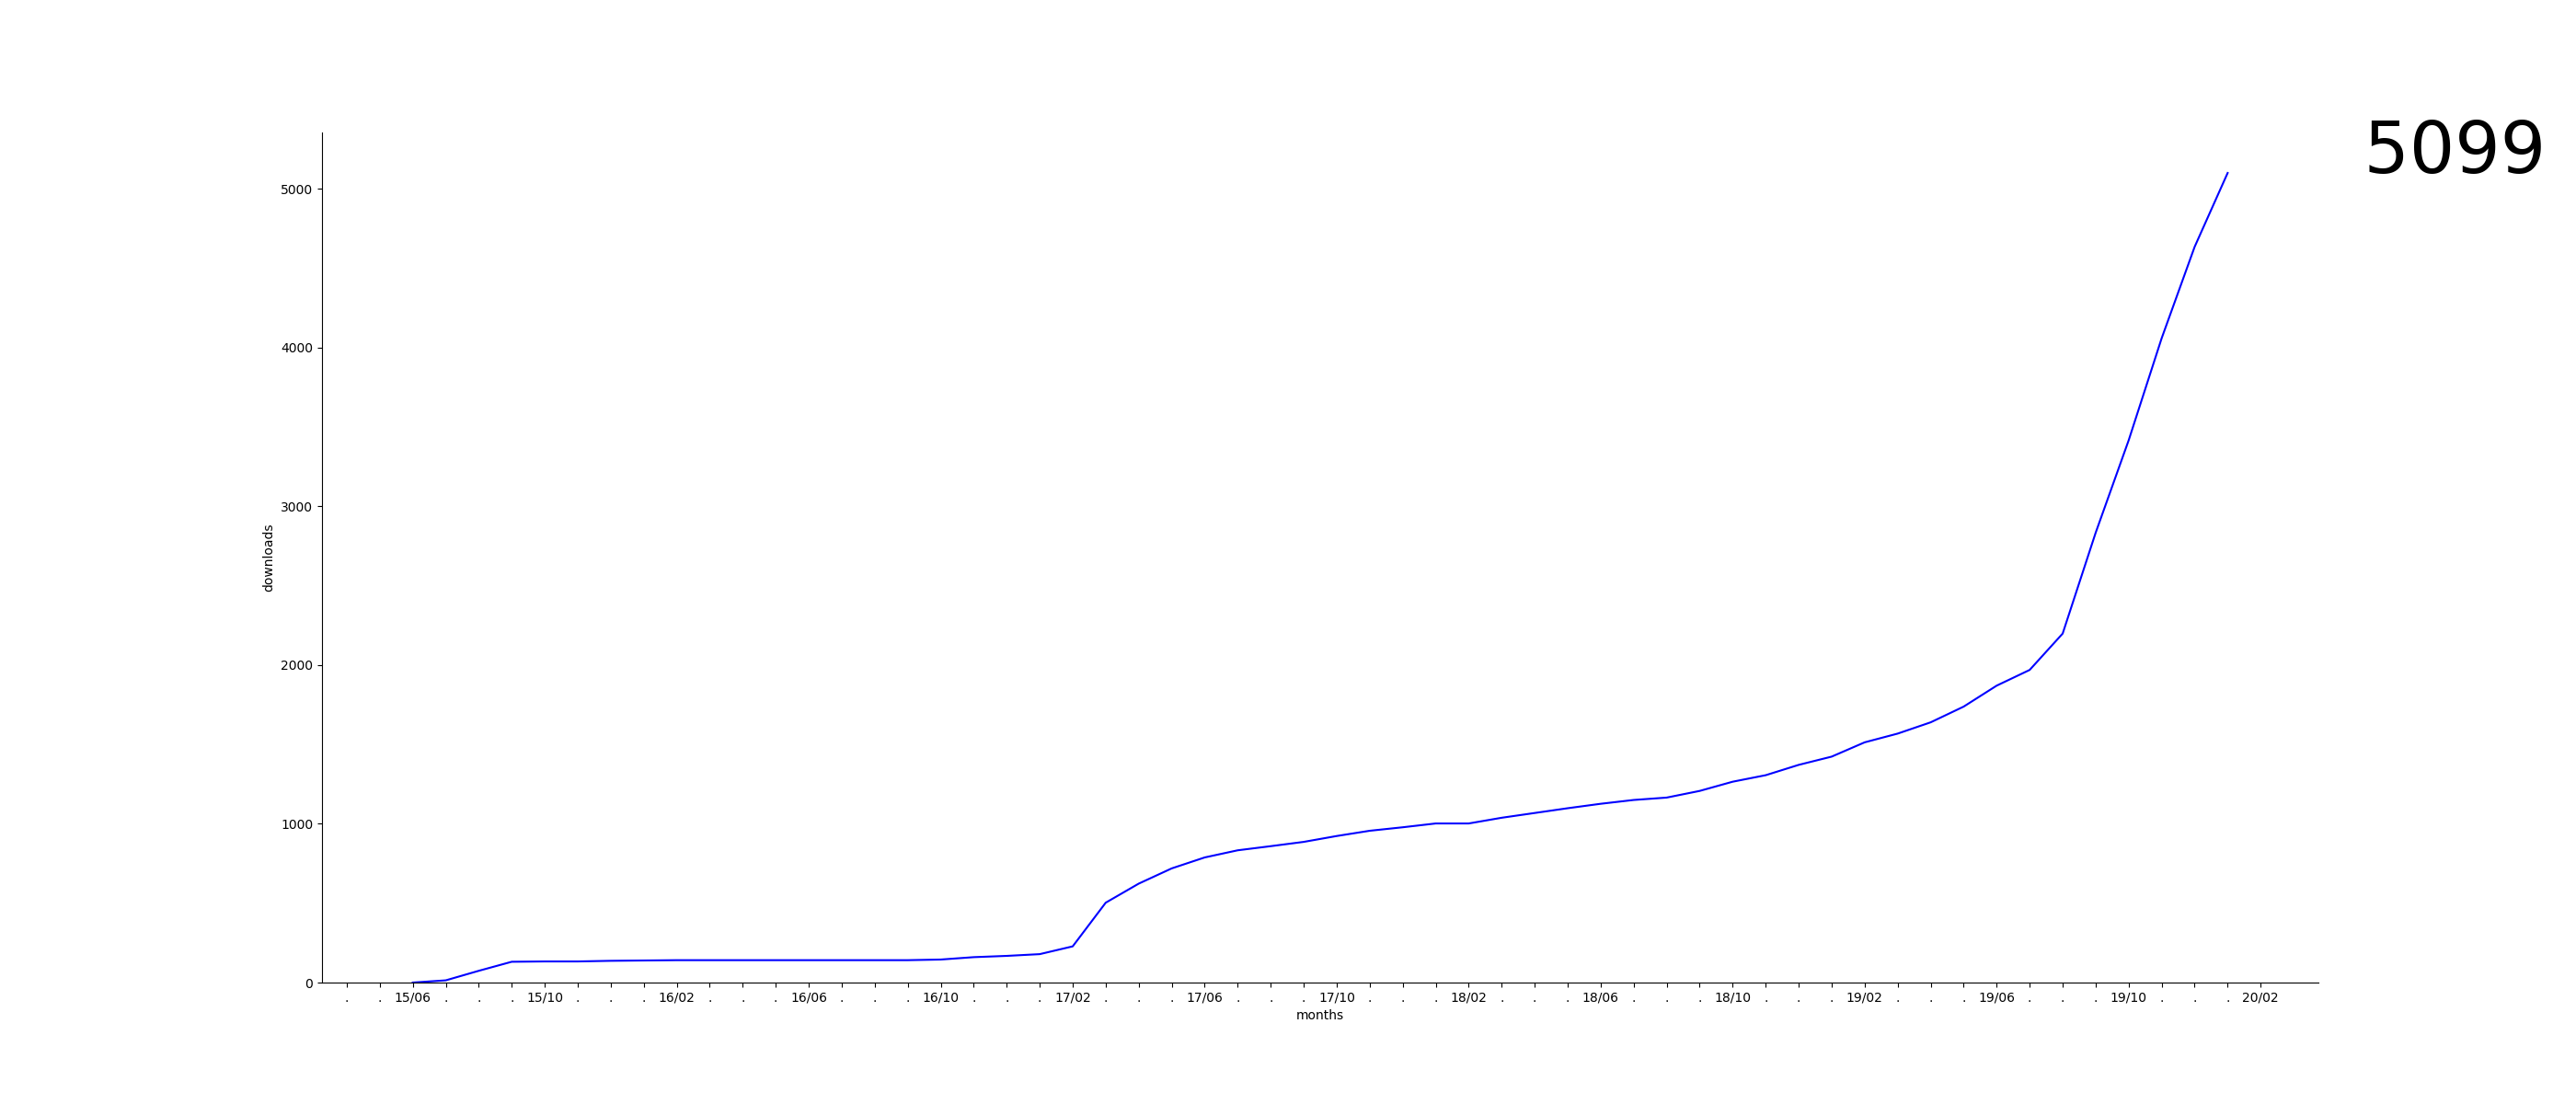 5099
5000
4000
3000
2000
1000
0
downloads
. . 15/06 . . . 15/10 . . . 16/02 . . . 16/06 . . . 16/10 . . . 17/02 . . . 17/06 . . . 17/10 . . . 18/02 . . . 18/06 . . . 18/10 . . . 19/02 . . . 19/06 . . . 19/10 . . . 20/02
months